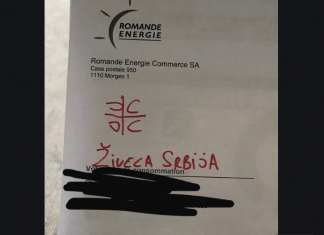 ROMANDE
ENERGIE
Romande Energie Commerce SA
Case postale 950
1110 Morges 1
ŽIVECA SRBIJA
consommation